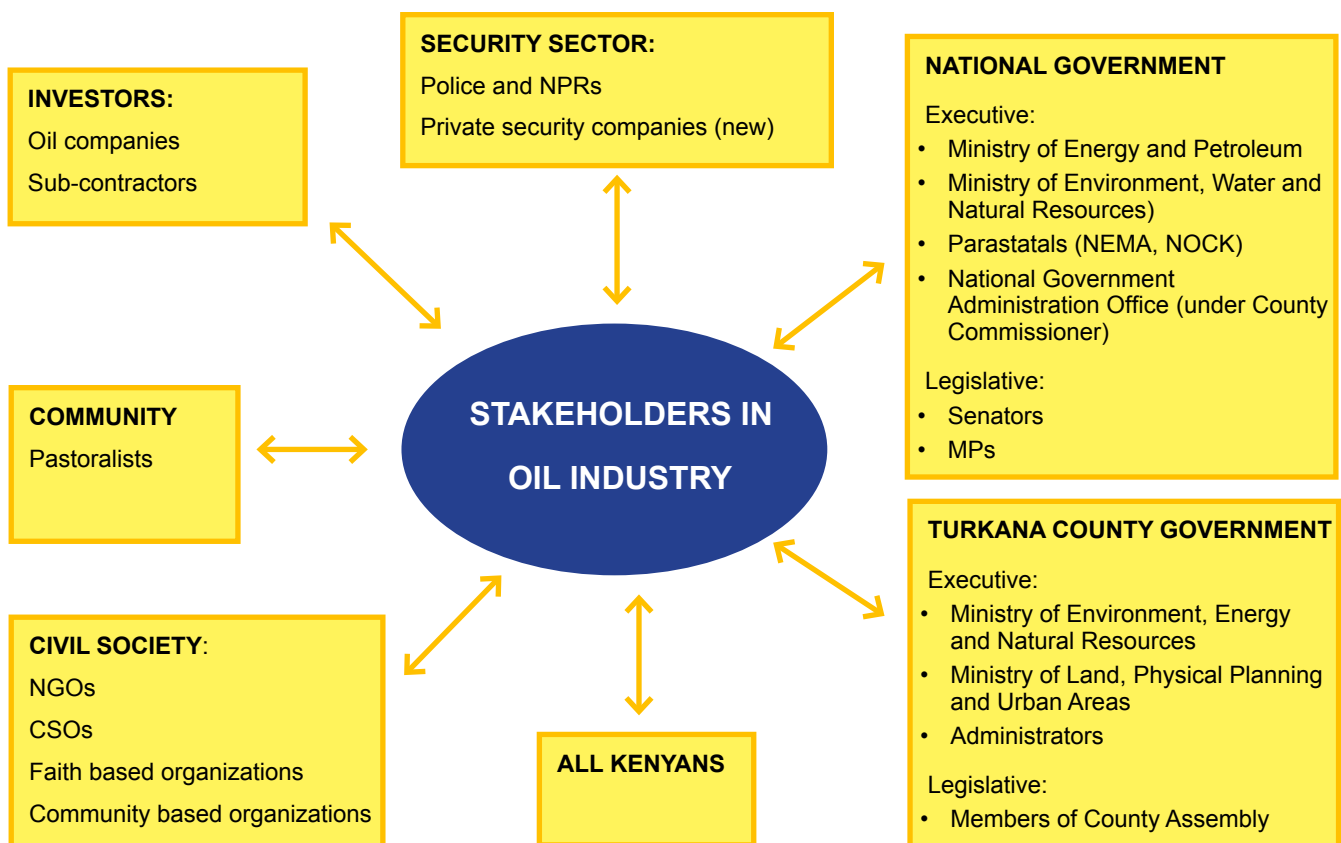 SECURITY SECTOR:
Police and NPRs
Private security companies (new)
INVESTORS:
Oil companies
Sub-contractors
NATIONAL GOVERNMENT
Executive:
• Ministry of Energy and Petroleum
• Ministry of Environment, Water and
Natural Resources)
• Parastatals (NEMA, NOCK)
• National Government
Administration Office (under County
Commissioner)
Legislative:
• Senators
• MPs
STAKEHOLDERS IN
OIL INDUSTRY
COMMUNITY
Pastoralists
TURKANA COUNTY GOVERNMENT
Executive:
• Ministry of Environment, Energy
and Natural Resources
• Ministry of Land, Physical Planning
and Urban Areas
• Administrators
Legislative:
• Members of County Assembly
CIVIL SOCIETY:
NGOs
CSOs
Faith based organizations
Community based organizations
ALL KENYANS